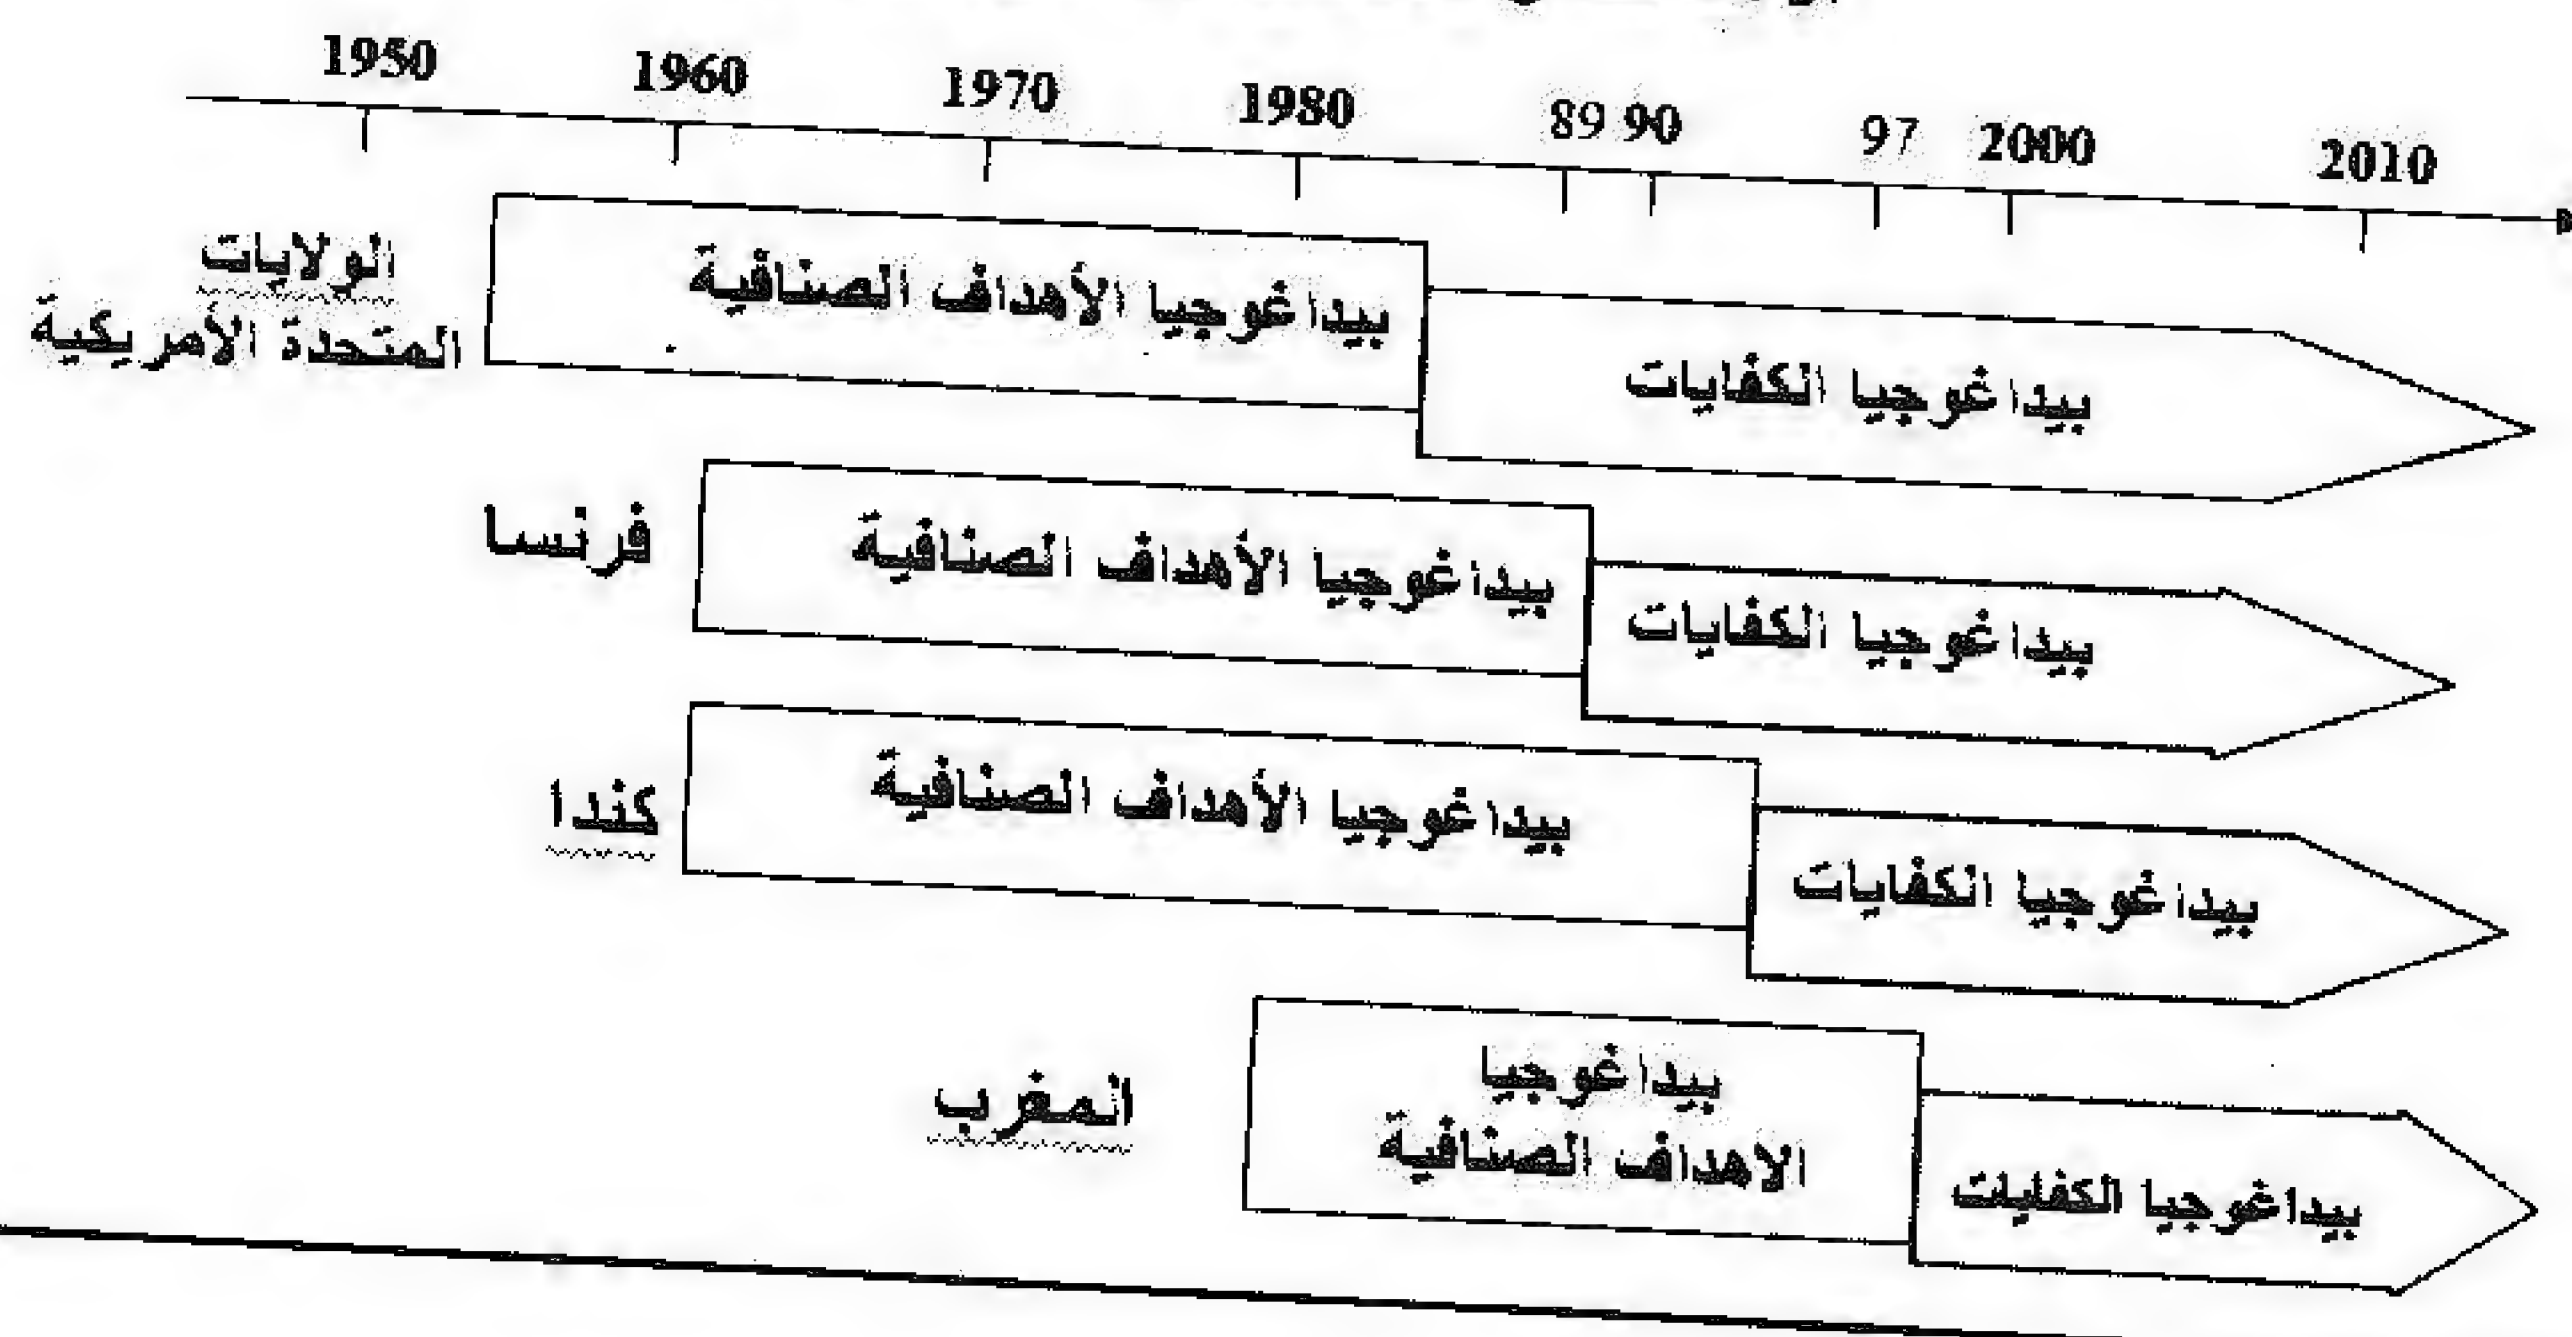 1950 1960 1970 1980 89 90 97 2000 2010
الولايات
المتحدة الأمريكية
بيداغوجيا الأهداف الصنافية
بيداغوجيا الكفايات
فرنسا
بيداغوجيا الأهداف الصنافية
بيداغوجيا الكفايات
كندا
بيداغوجيا الأهداف الصنافية
بيداغوجيا الكفايات
المغرب
بيداغوجيا
الاهداف الصنافية
بيداغوجيا الكفايات